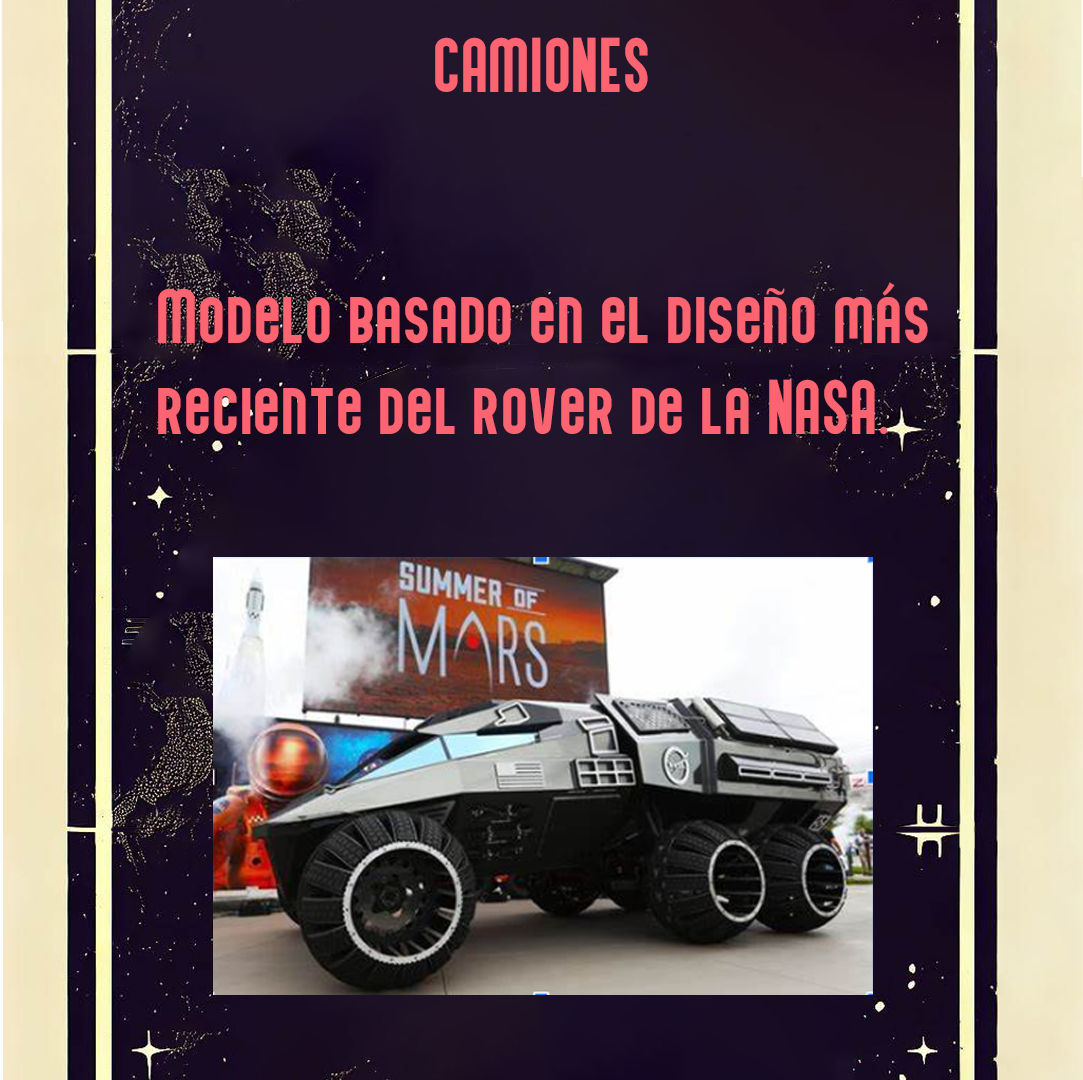 CAMIONES
Modelo basado en el diseño más
reciente del rover de la NASA.
SUMMER OF
MARS